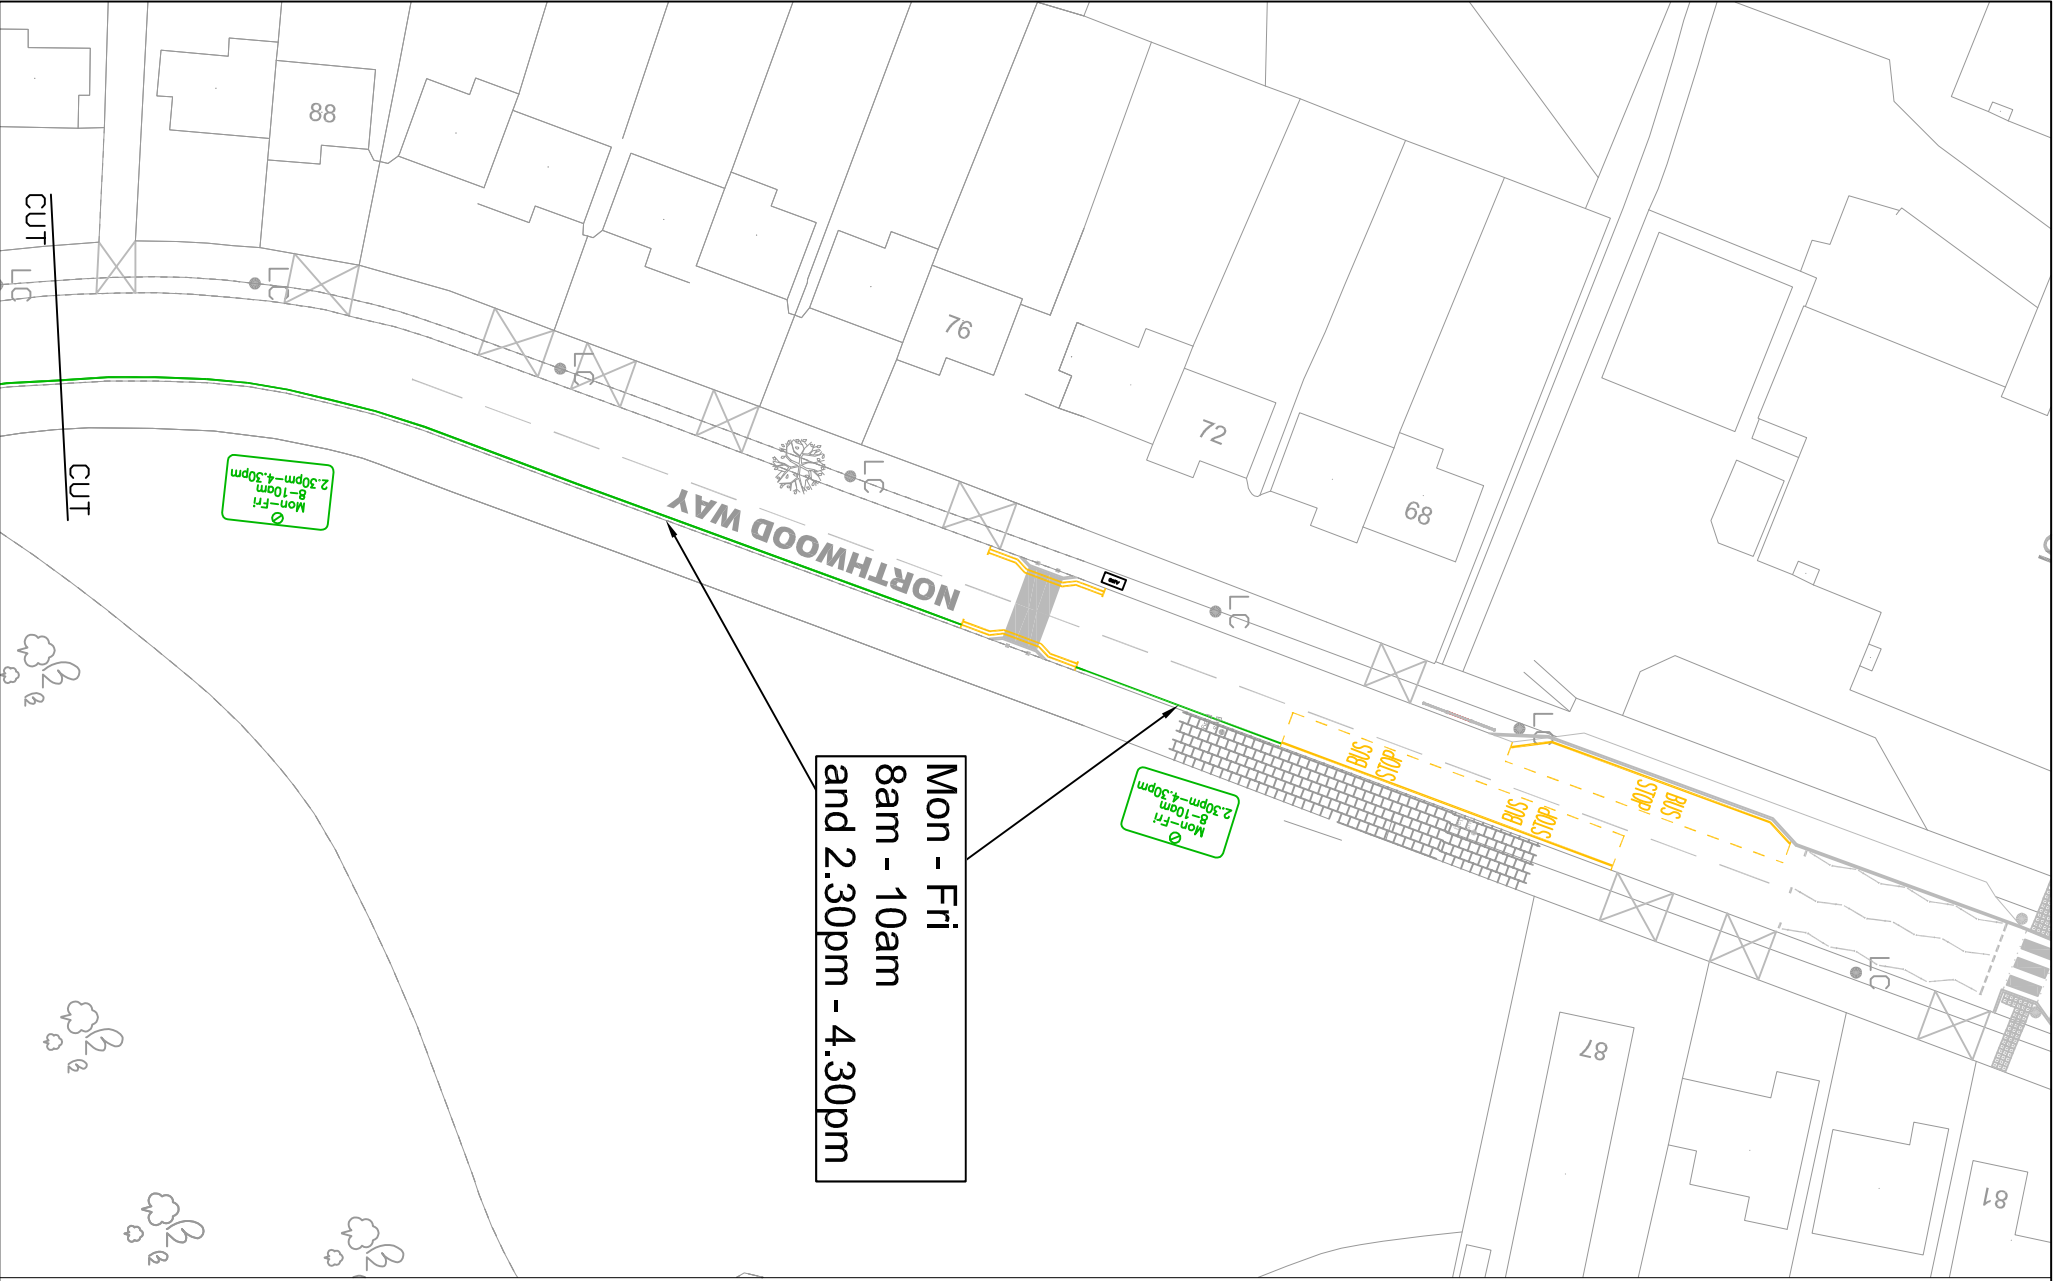 88
CUT
LC
LC
LC
76
72
68
LC
LC
CUT
NORTHWOOD WAY
Mon-Fri
8-10am
2.30pm-4.30pm
Mon - Fri
8am - 10am
and 2.30pm - 4.30pm
Mon-Fri
8-10am
2.30pm-4.30pm
BUS
STOP
BUS
STOP
BUS
STOP
LC
LC
87
81